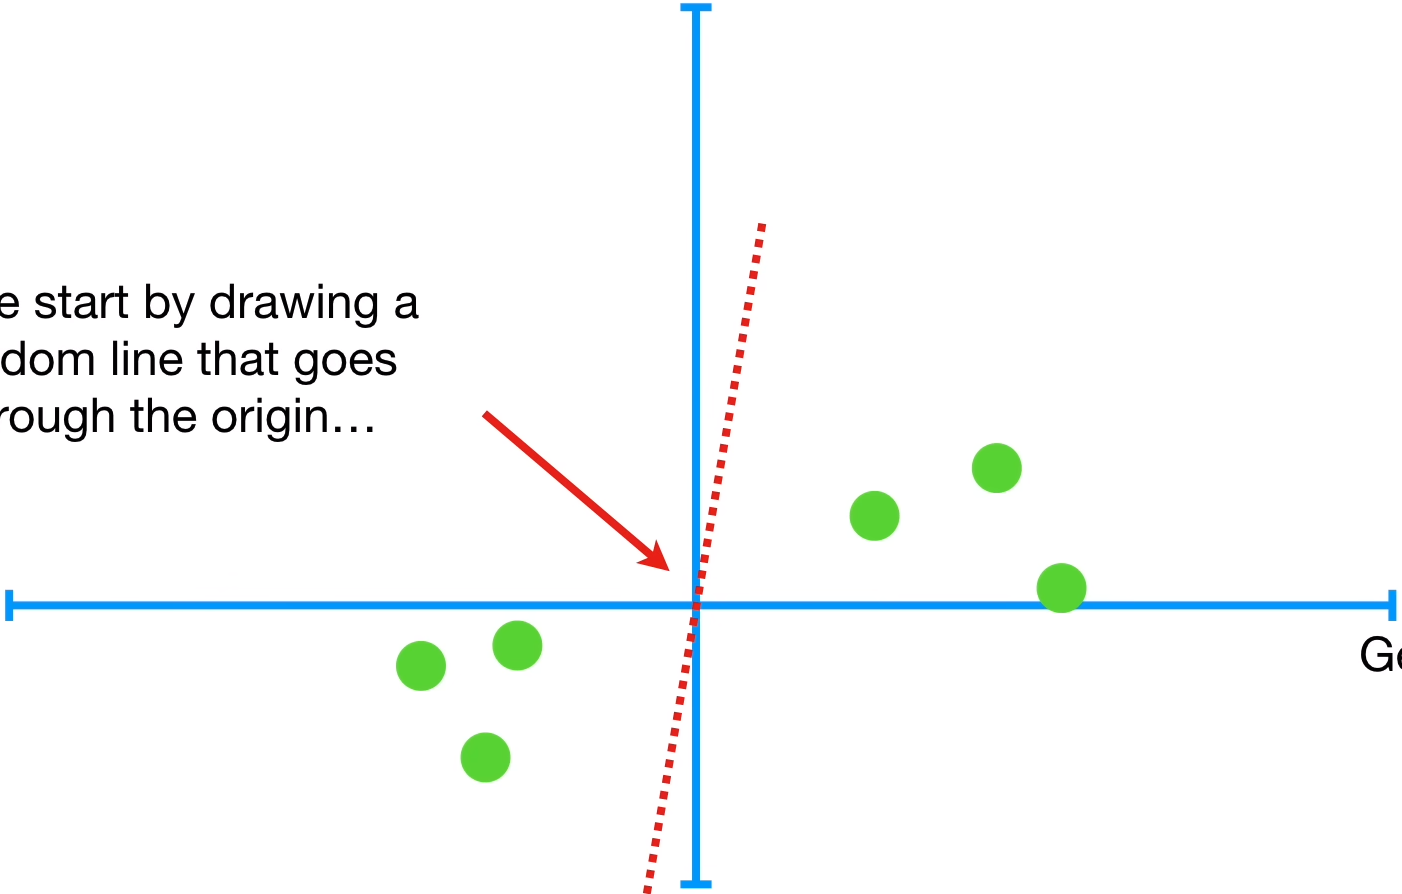 e start by drawing a
dom line that goes
rough the origin…
Ge